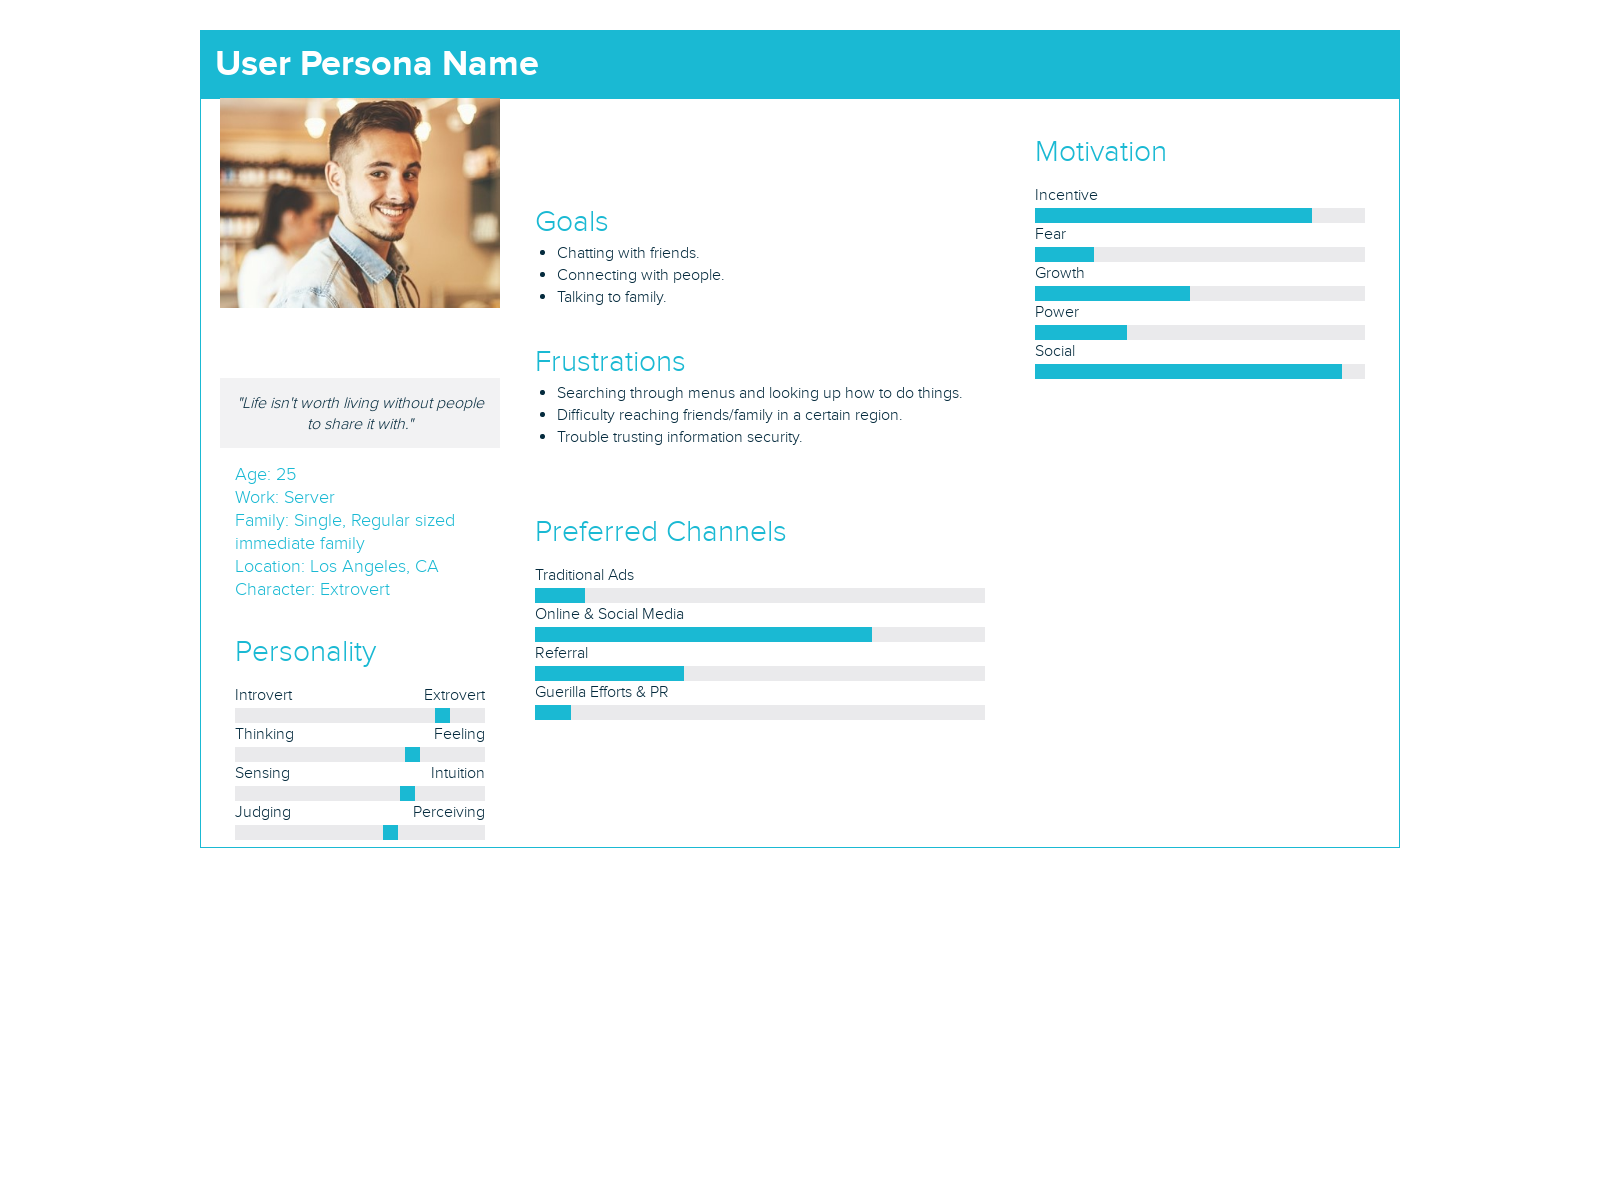 User Persona Name
"Life isn't worth living without people
to share it with."
Age: 25
Work: Server
Family: Single, Regular sized
immediate family
Location: Los Angeles, CA
Character: Extrovert
Personality
Introvert Extrovert
Thinking Feeling
Sensing Intuition
Judging Perceiving
Goals
Chatting with friends.
Connecting with people.
Talking to family.
Frustrations
Searching through menus and looking up how to do things.
Difficulty reaching friends/family in a certain region.
Trouble trusting information security.
Preferred Channels
Traditional Ads
Online & Social Media
Referral
Guerilla Efforts & PR
Motivation
Incentive
Fear
Growth
Power
Social